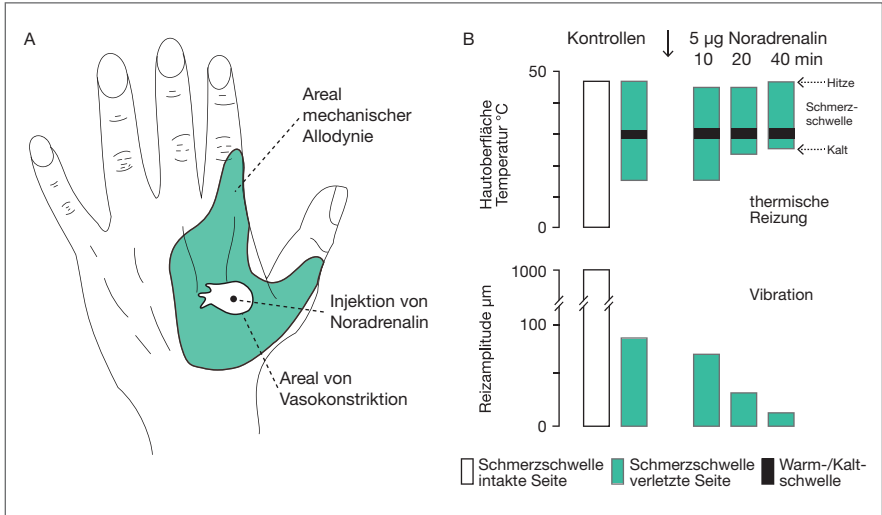 A
Areal
mechanischer
Allodynie
Injektion von
Noradrenalin
Areal von
Vasokonstriktion
B
Kontrollen
5 µg Noradrenalin
10 20 40 min
Hautoberfläche
Temperatur °C
50
0
Hitze
Schmerz-
schwelle
Kalt
thermische
Reizung
Reizamplitude µm
1000
100
0
Vibration
Schmerzschwelle
intakte Seite
Schmerzschwelle
verletzte Seite
Warm-/Kalt-
schwelle